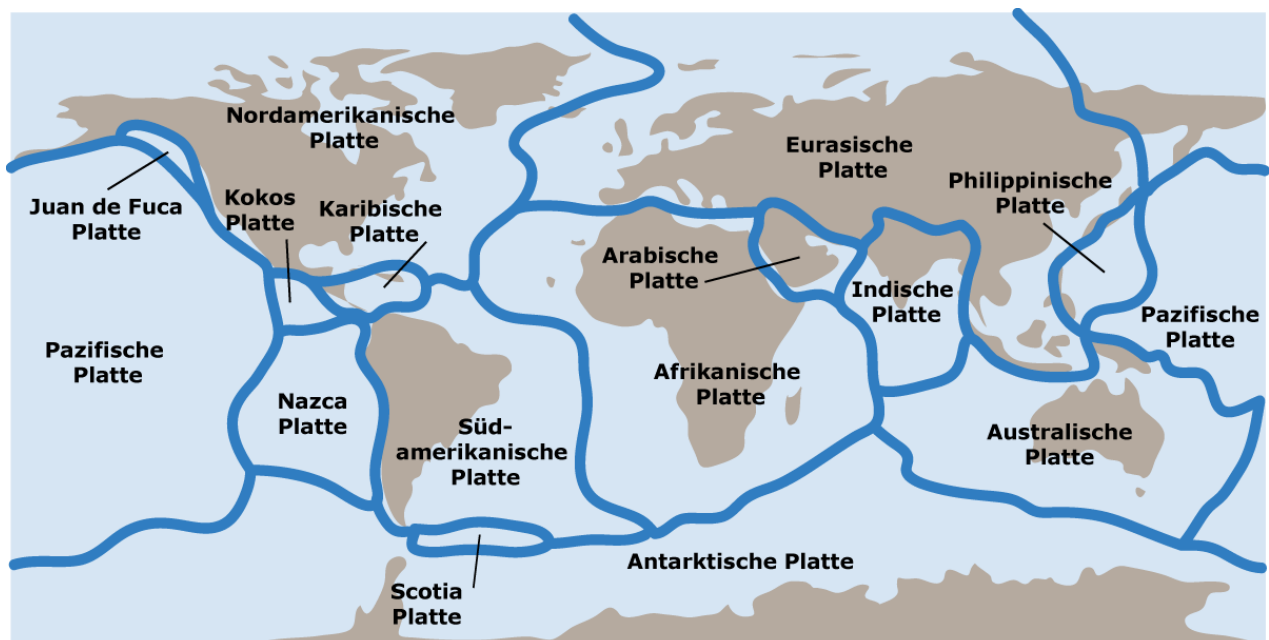 Nordamerikanische
Platte
Eurasische
Platte
Philippinische
Platte
Juan de Fuca
Platte
Kokos
Platte
Karibische
Platte
Arabische
Platte
Indische
Platte
Pazifische
Platte
Pazifische
Platte
Nazca
Platte
Süd-
amerikanische
Platte
Afrikanische
Platte
Australische
Platte
Antarktische Platte
Scotia
Platte